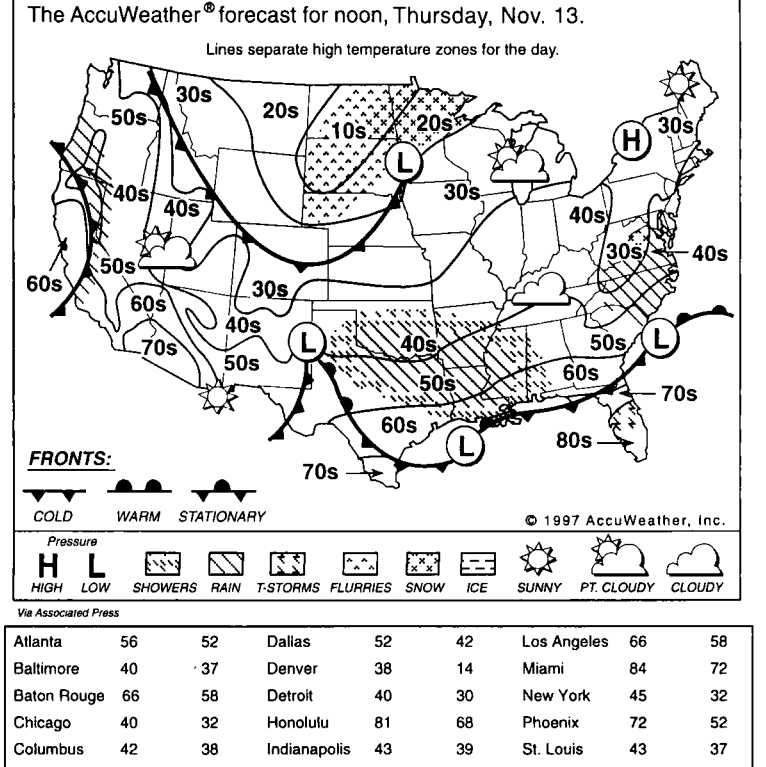 The AccuWeather® forecast for noon, Thursday, Nov. 13.
Lines separate high temperature zones for the day.
30s
20s
50s
10s
20s
30s
H
L
40s
40s
30s
40s
30s
40s
60s
50s
60s
30s
40s
70s
50s
L
40s
50s
50s
L
60s
70s
60s
L
80s
70s
FRONTS:
COLD WARM STATIONARY
© 1997 AccuWeather, Inc.
Pressure
H L
HIGH LOW SHOWERS RAIN T-STORMS FLURRIES SNOW ICE SUNNY PT. CLOUDY CLOUDY
Via Associated Press
Atlanta 56 52 Dallas 52 42 Los Angeles 66 58
Baltimore 40 37 Denver 38 14 Miami 84 72
Baton Rouge 66 58 Detroit 40 30 New York 45 32
Chicago 40 32 Honolulu 81 68 Phoenix 72 52
Columbus 42 38 Indianapolis 43 39 St. Louis 43 37